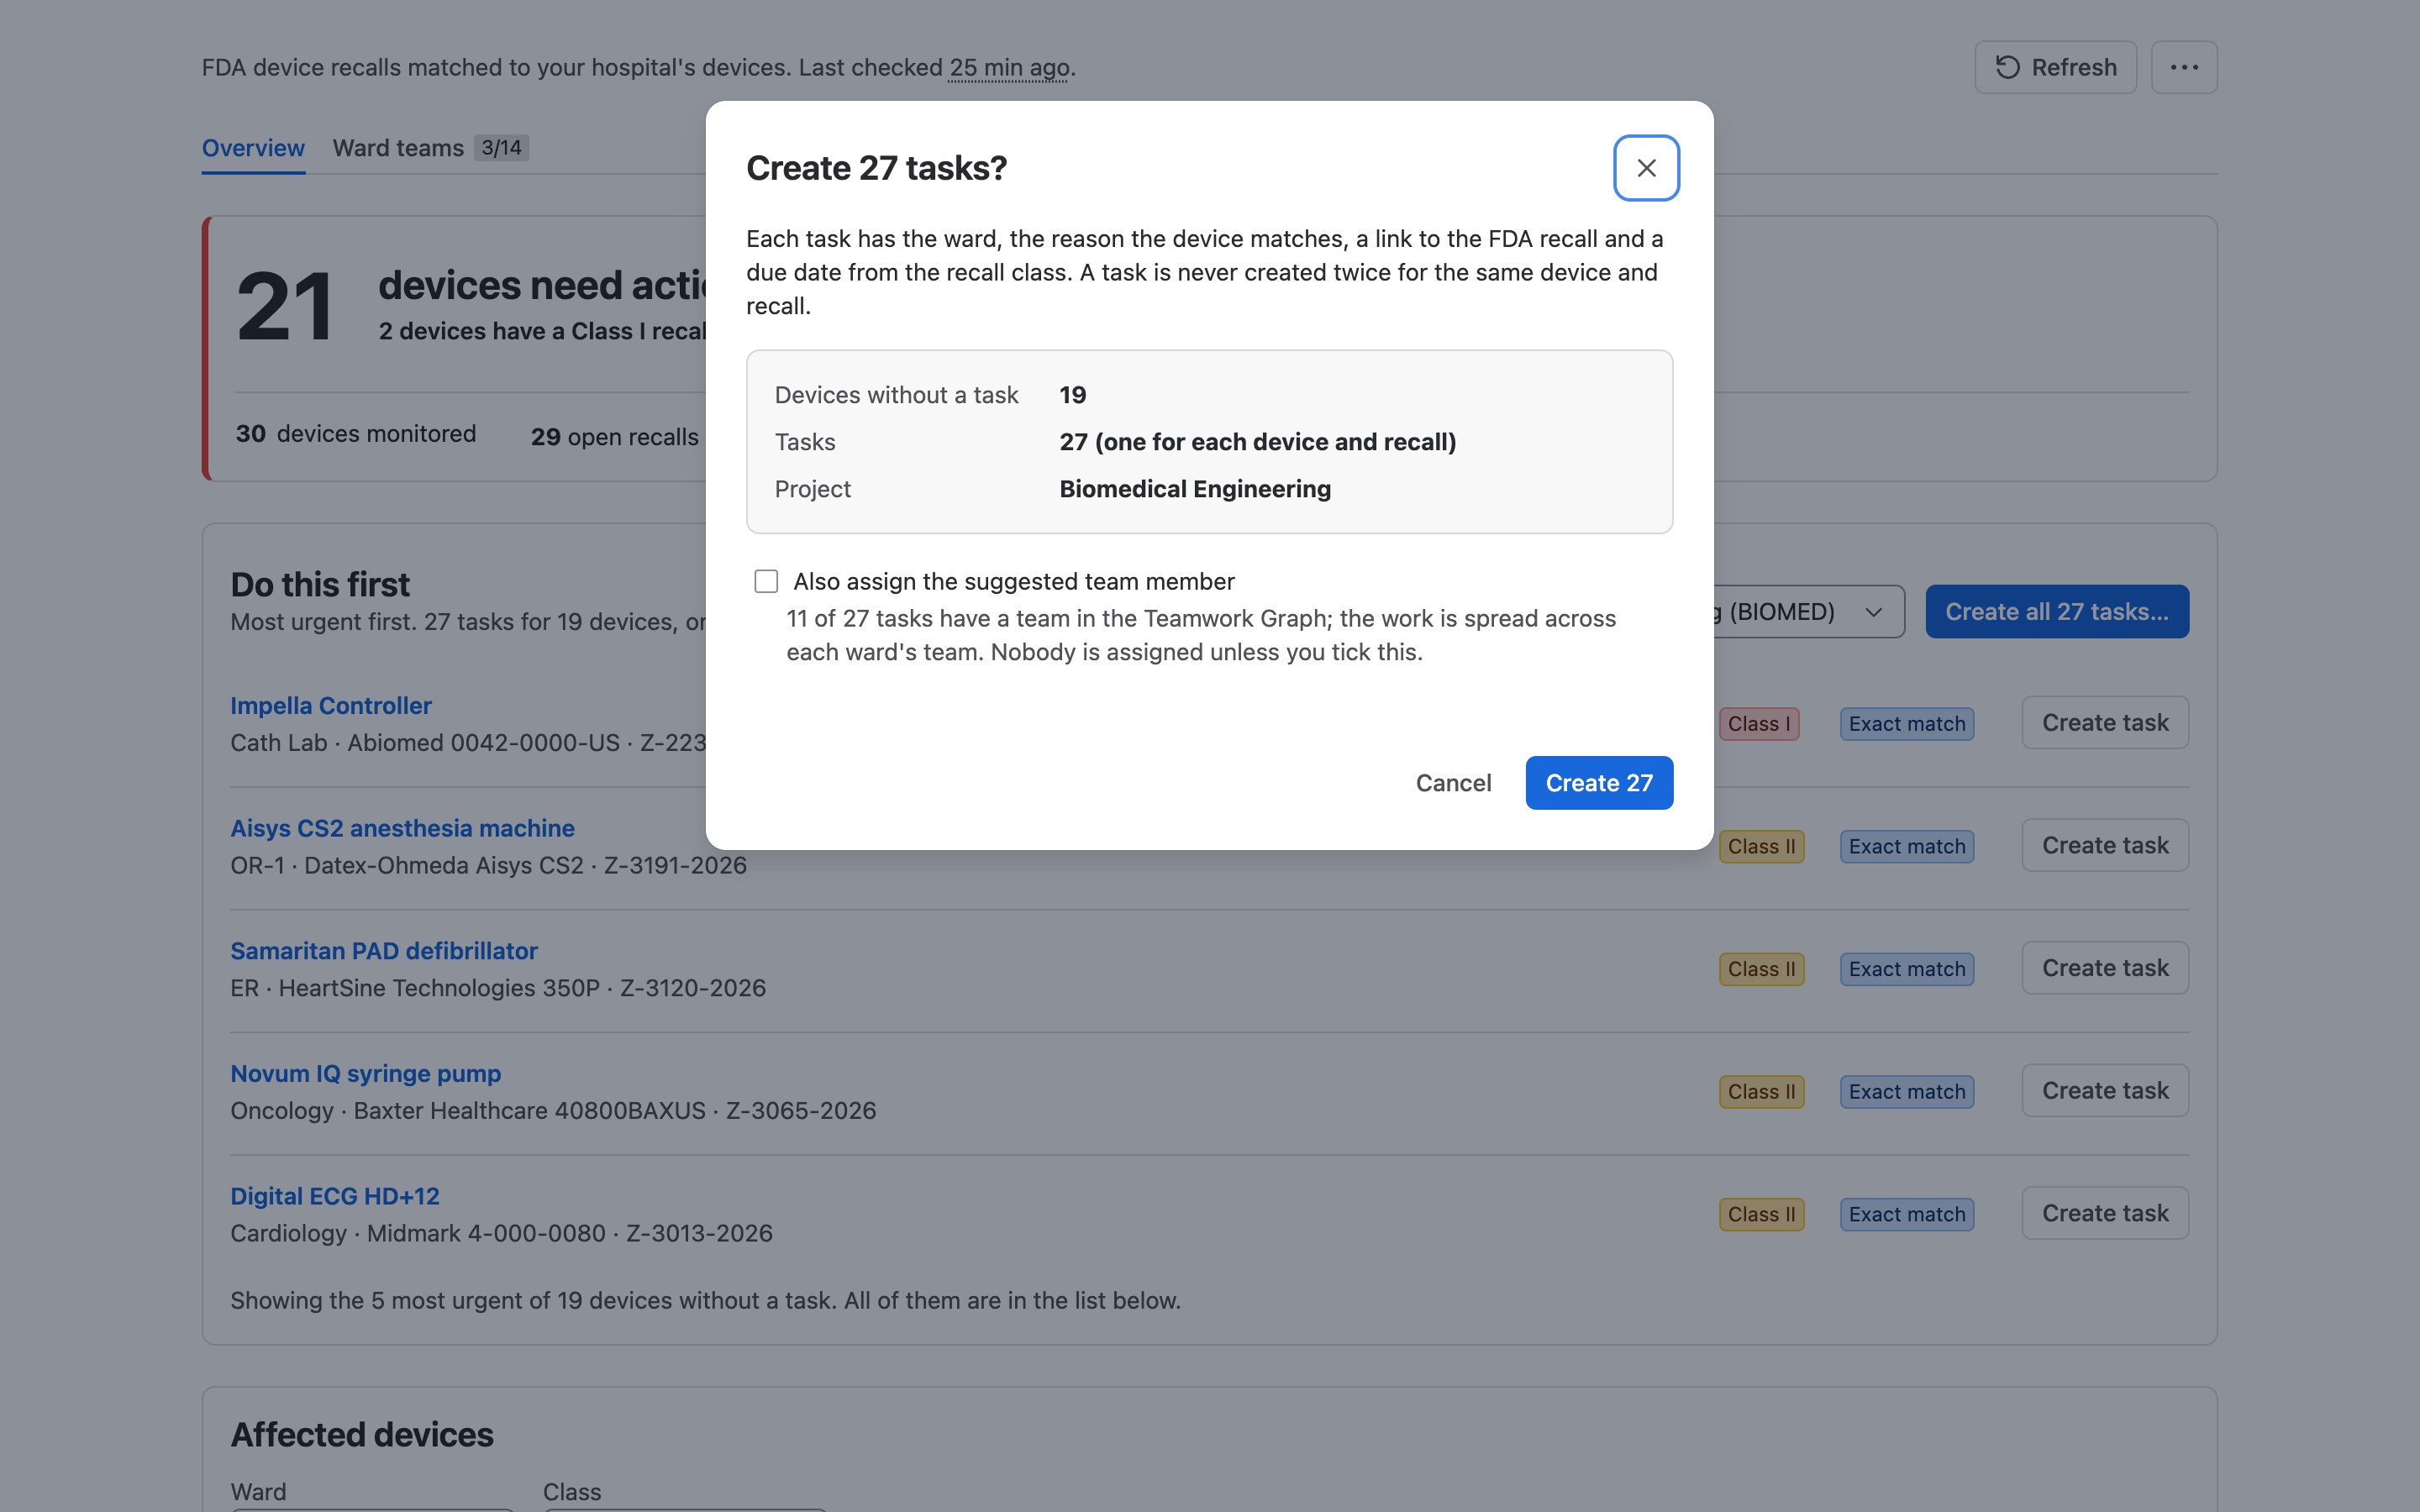 FDA device recalls matched to your hospital's devices. Last checked 25 min ago.
Refresh
Overview
Ward teams 3/14
21
devices need
2 devices have a Class I
30 devices monitored
29 open recalls
Do this first
Most urgent first. 27 tasks for 19 devices,
(BIOMED)
Create all 27 tasks...
Impella Controller
Cath Lab · Abiomed 0042-0000-US ·
Class I
Exact match
Create task
Aisys CS2 anesthesia machine
OR-1 · Datex-Ohmeda Aisys CS2 · Z-3191-2026
Class II
Exact match
Create task
Samaritan PAD defibrillator
ER · HeartSine Technologies 350P · Z-3120-2026
Class II
Exact match
Create task
Novum IQ syringe pump
Oncology · Baxter Healthcare 40800BAXUS · Z-3065-2026
Class II
Exact match
Create task
Digital ECG HD+12
Cardiology · Midmark 4-000-0080 · Z-3013-2026
Class II
Exact match
Create task
Showing the 5 most urgent of 19 devices without a task. All of them are in the list below.
Affected devices
Ward
Class
Create 27 tasks?
Each task has the ward, the reason the device matches, a link to the FDA recall and a
due date from the recall class. A task is never created twice for the same device and
recall.
Devices without a task 19
Tasks 27 (one for each device and recall)
Project Biomedical Engineering
Also assign the suggested team member
11 of 27 tasks have a team in the Teamwork Graph; the work is spread across
each ward's team. Nobody is assigned unless you tick this.
Cancel
Create 27